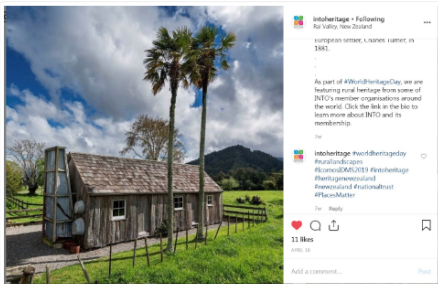 intoheritage • Following
Rai Valley, New Zealand
European settler, Charles Turner, in
1881.
.
.
As part of #WorldHeritageDay, we are
featuring rural heritage from some of
INTO's member organisations around
the world. Click the link in the bio to
learn more about INTO and its
membership.
intoheritage #worldheritageday
#rurallandscapes
#IcomosIDMS2019 #intoheritage
#heritagenewzealand
#newzealand #nationaltrust
#PlacesMatter
Reply
11 likes
Add a comment...
Post